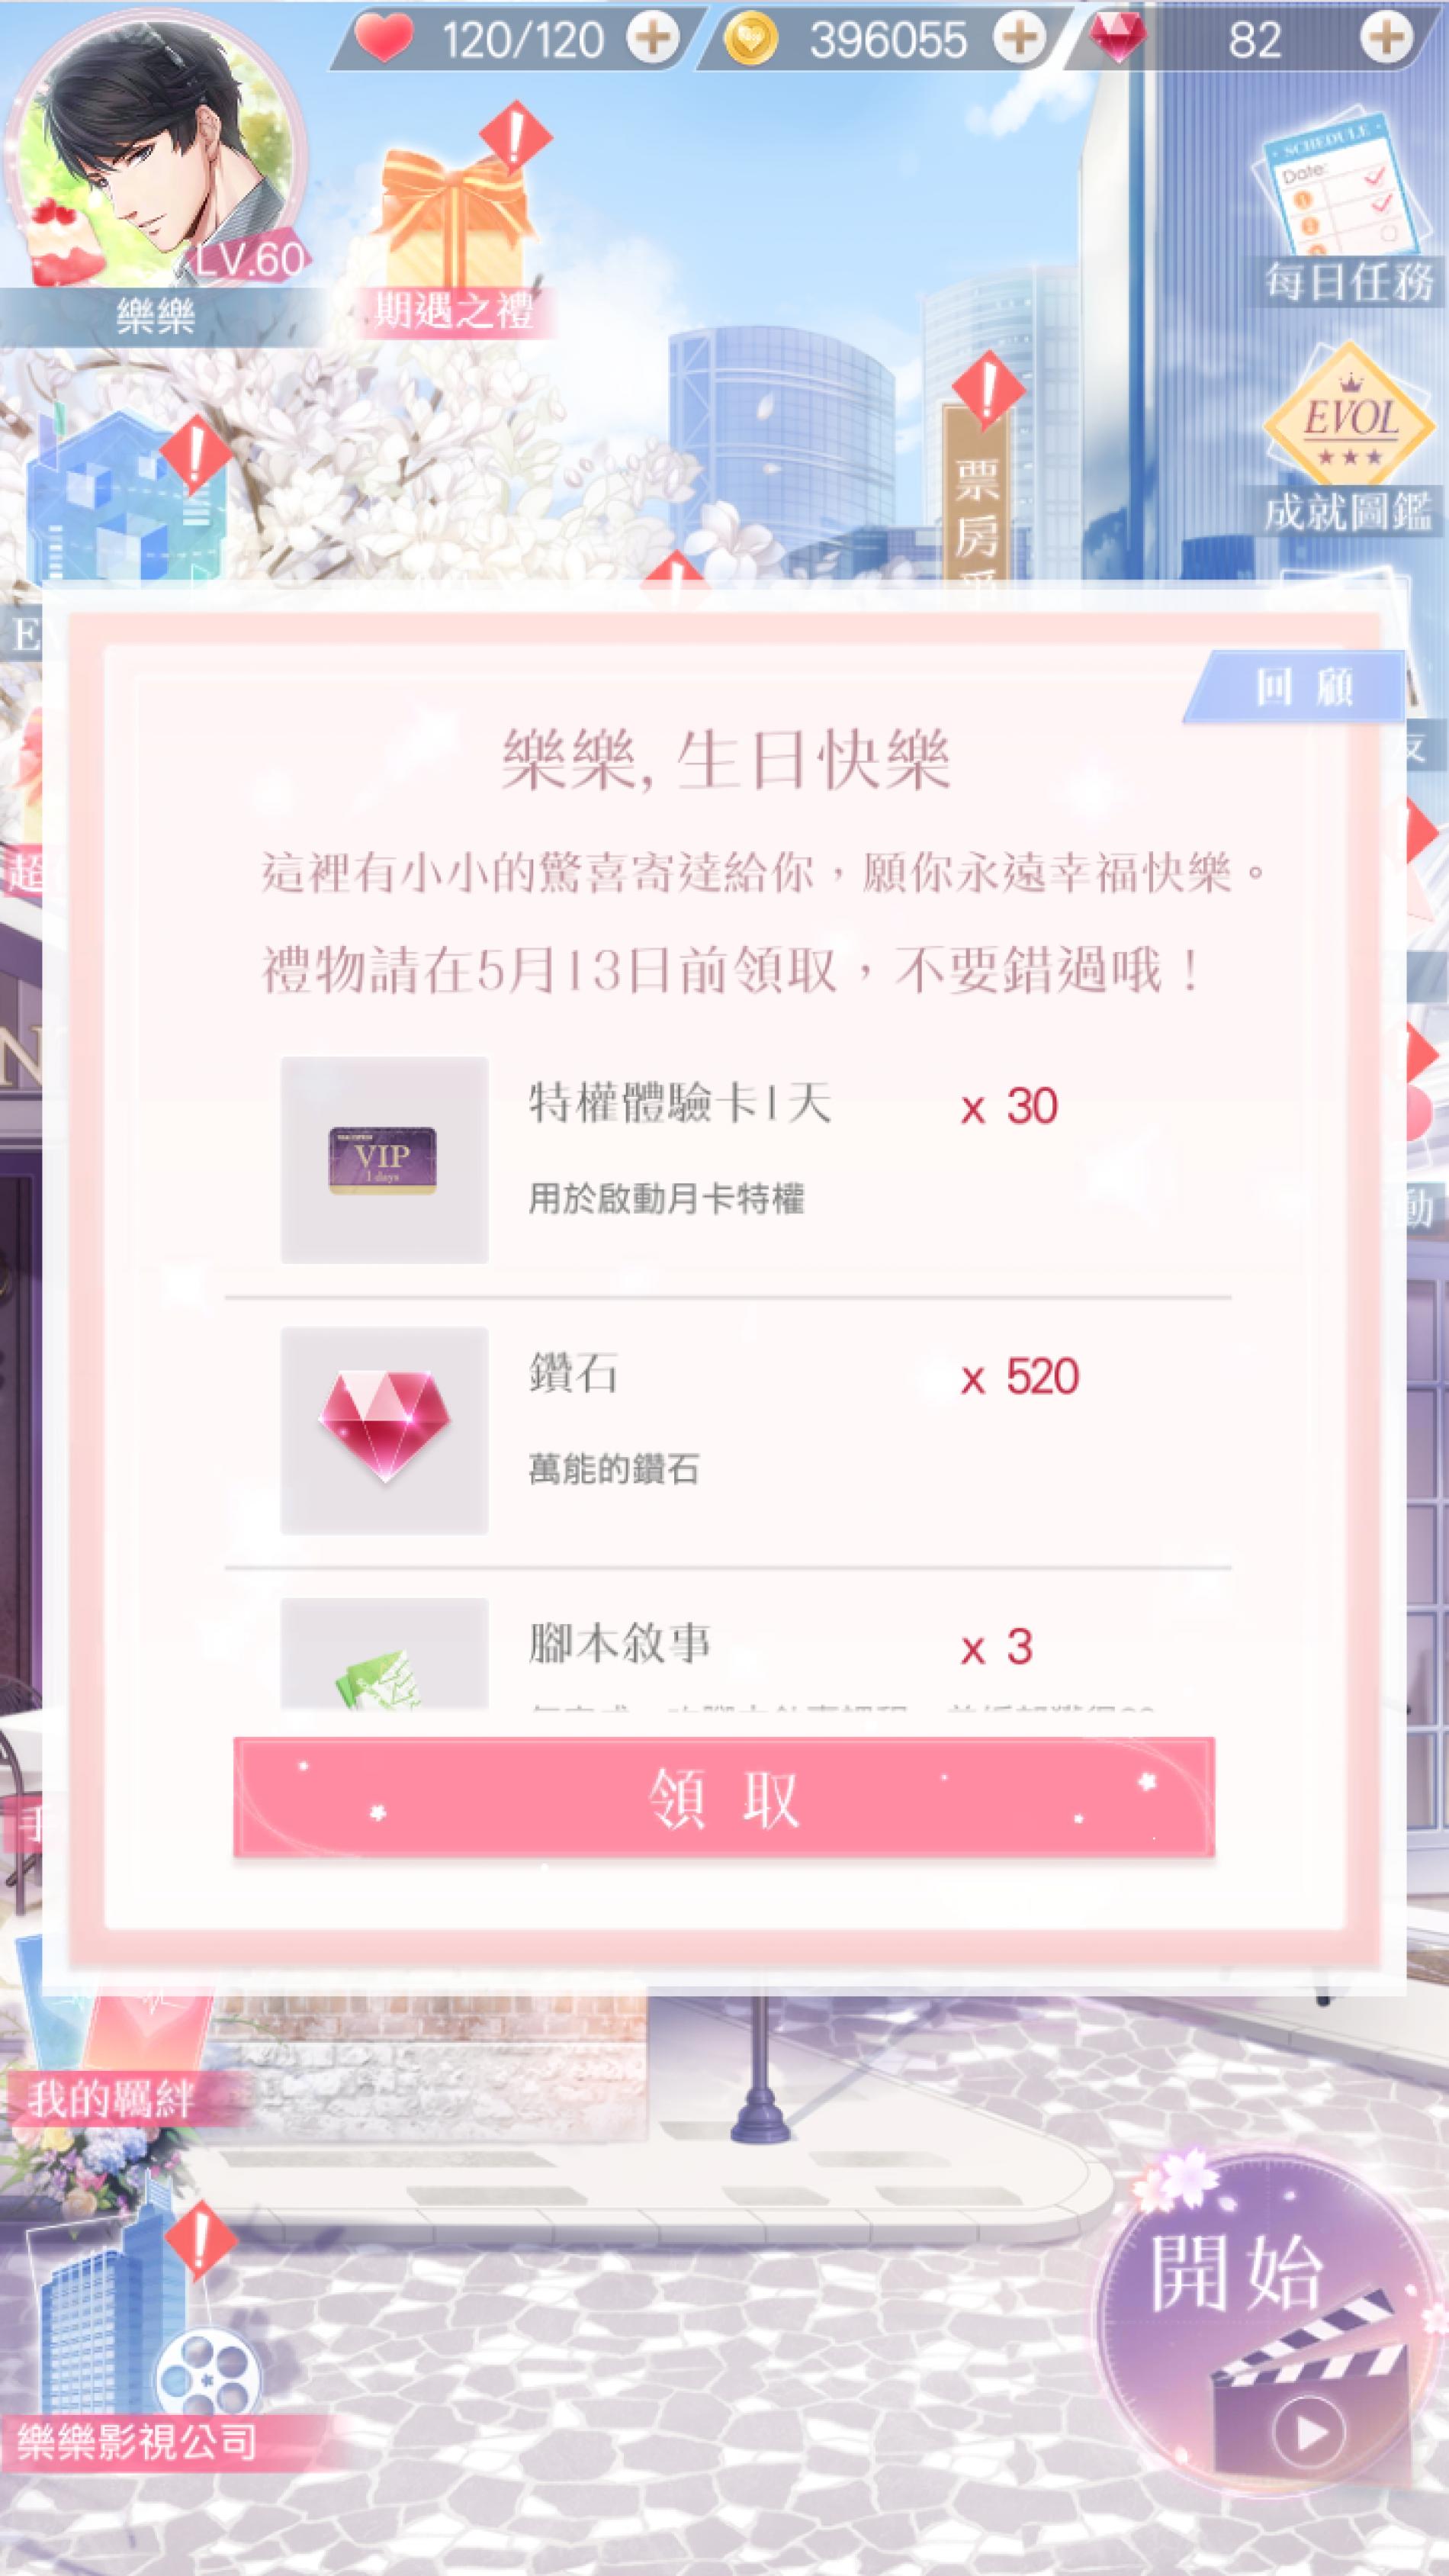 120/120
396055
82
LV.60
樂樂
期遇之禮
SCHEDULE
Date:
每日任務
EVOL
成就圖鑑
票房
回顧
樂樂, 生日快樂
這裡有小小的驚喜寄達給你，願你永遠幸福快樂。
禮物請在5月13日前領取，不要錯過哦！
特權體驗卡1天
x 30
VIP
1 days
用於啟動月卡特權
鑽石
x 520
萬能的鑽石
腳本敘事
x 3
領取
我的羈絆
開始
樂樂影視公司